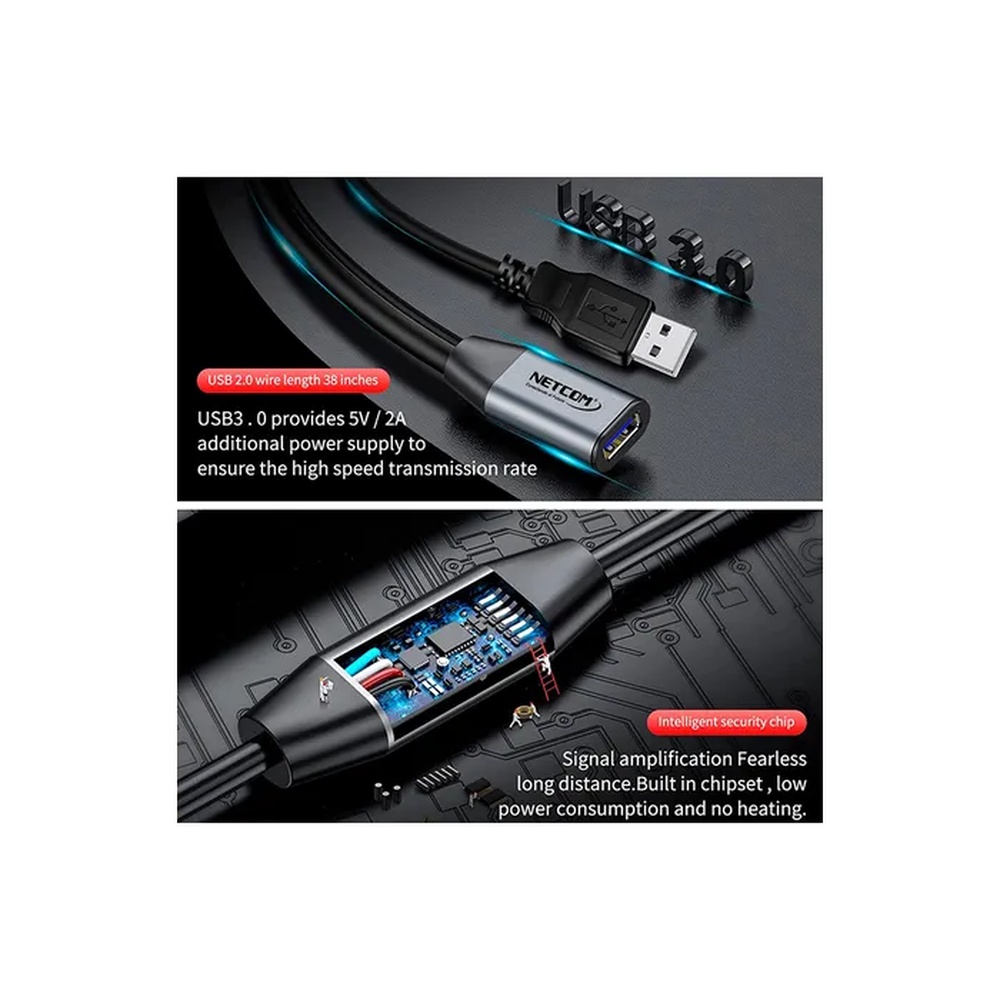 USB 3.0
NETCOM
USB 2.0 wire length 38 inches
USB3 . 0 provides 5V / 2A
additional power supply to
ensure the high speed transmission rate
Intelligent security chip
Signal amplification Fearless
long distance.Built in chipset , low
power consumption and no heating.